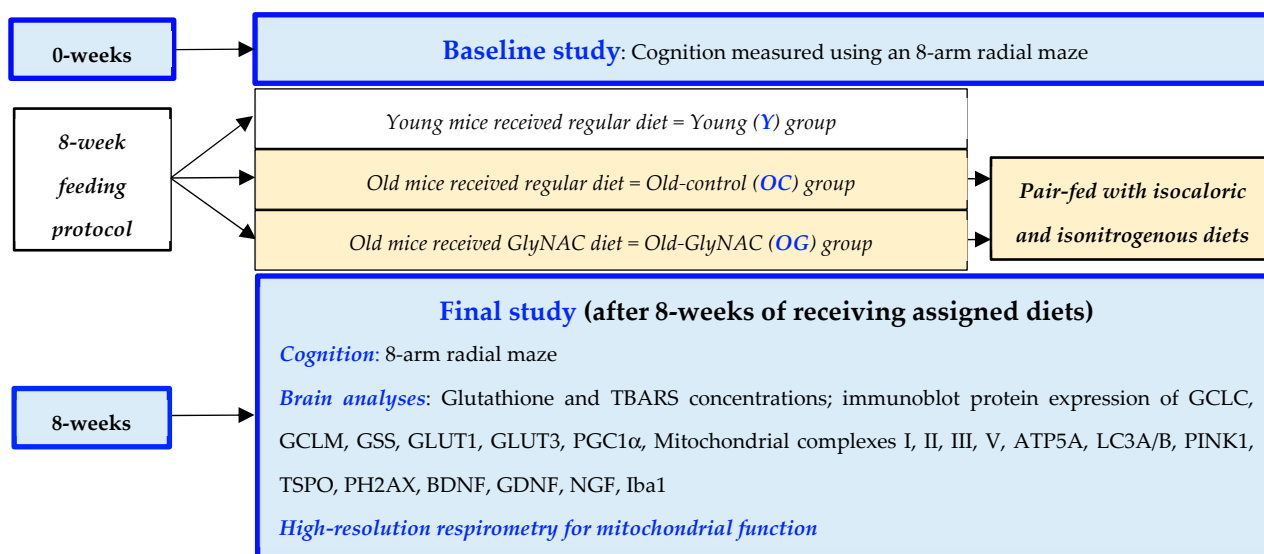 0-weeks
Baseline study: Cognition measured using an 8-arm radial maze
8-week
feeding
protocol
Young mice received regular diet = Young (Y) group
Old mice received regular diet = Old-control (OC) group
Old mice received GlyNAC diet = Old-GlyNAC (OG) group
Pair-fed with isocaloric
and isonitrogenous diets
8-weeks
Final study (after 8-weeks of receiving assigned diets)
Cognition: 8-arm radial maze
Brain analyses: Glutathione and TBARS concentrations; immunoblot protein expression of GCLC,
GCLM, GSS, GLUT1, GLUT3, PGC1α, Mitochondrial complexes I, II, III, V, ATP5A, LC3A/B, PINK1,
TSPO, PH2AX, BDNF, GDNF, NGF, Iba1
High-resolution respirometry for mitochondrial function